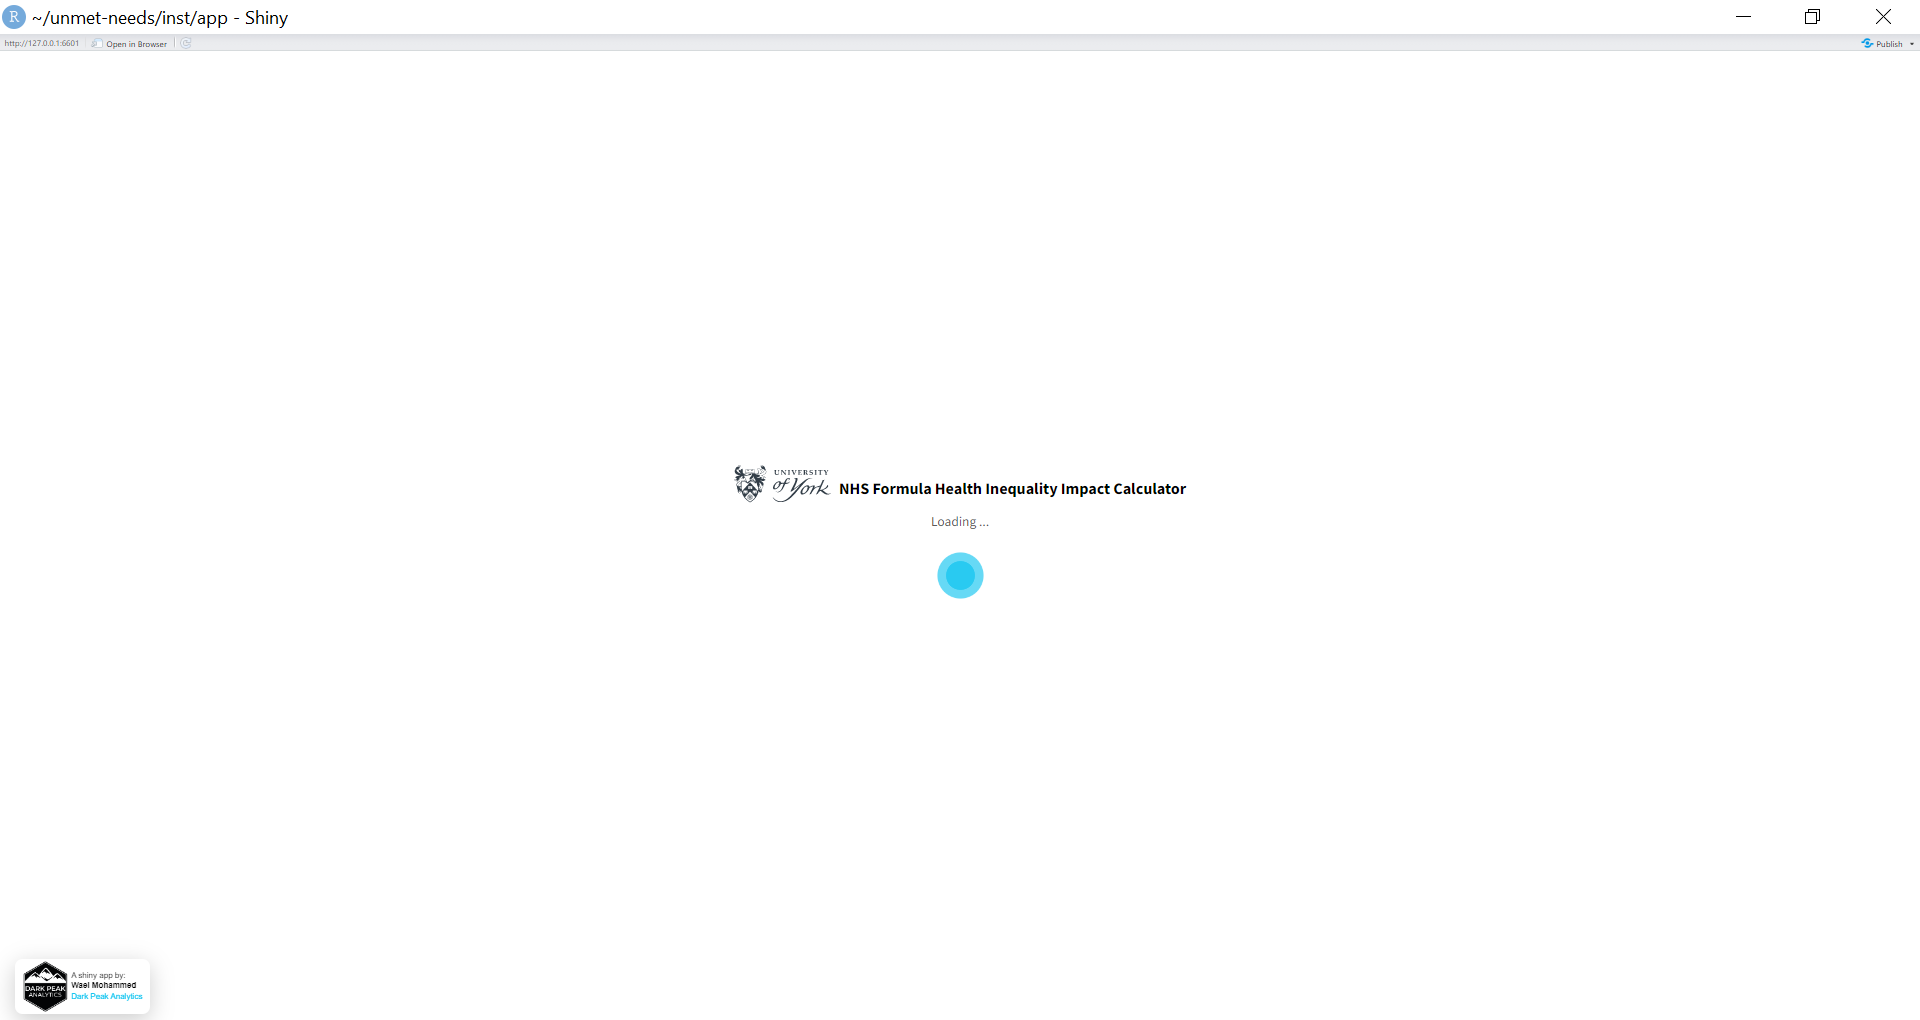 R ~/unmet-needs/inst/app - Shiny
http://127.0.0.1:6601 Open in Browser Publish
UNIVERSITY
of York NHS Formula Health Inequality Impact Calculator
Loading ...
DARK PEAK
ANALYTICS
A shiny app by:
Wael Mohammed
Dark Peak Analytics